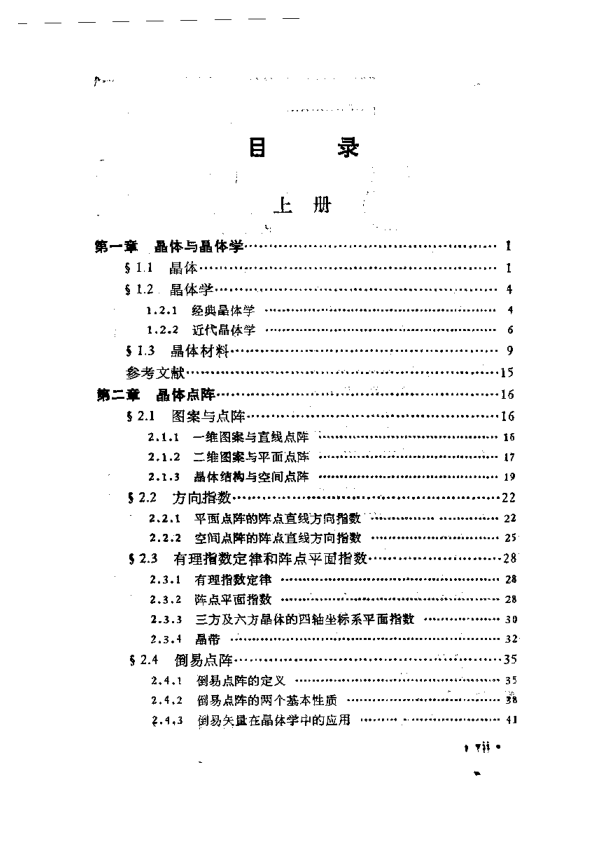 目 录
上 册
第一章 晶体与晶体学 1
§1.1 晶体 1
§1.2 晶体学 4
1.2.1 经典晶体学 4
1.2.2 近代晶体学 6
§1.3 晶体材料 9
参考文献 15
第二章 晶体点阵 16
§2.1 图案与点阵 16
2.1.1 一维图案与直线点阵 16
2.1.2 二维图案与平面点阵 17
2.1.3 晶体结构与空间点阵 19
§2.2 方向指数 22
2.2.1 平面点阵的阵点直线方向指数 22
2.2.2 空间点阵的阵点直线方向指数 25
§2.3 有理指数定律和阵点平面指数 28
2.3.1 有理指数定律 28
2.3.2 阵点平面指数 28
2.3.3 三方及六方晶体的四轴坐标系平面指数 30
2.3.4 晶带 32
§2.4 倒易点阵 35
2.4.1 倒易点阵的定义 35
2.4.2 倒易点阵的两个基本性质 38
2.4.3 倒易矢量在晶体学中的应用 41
• vii •